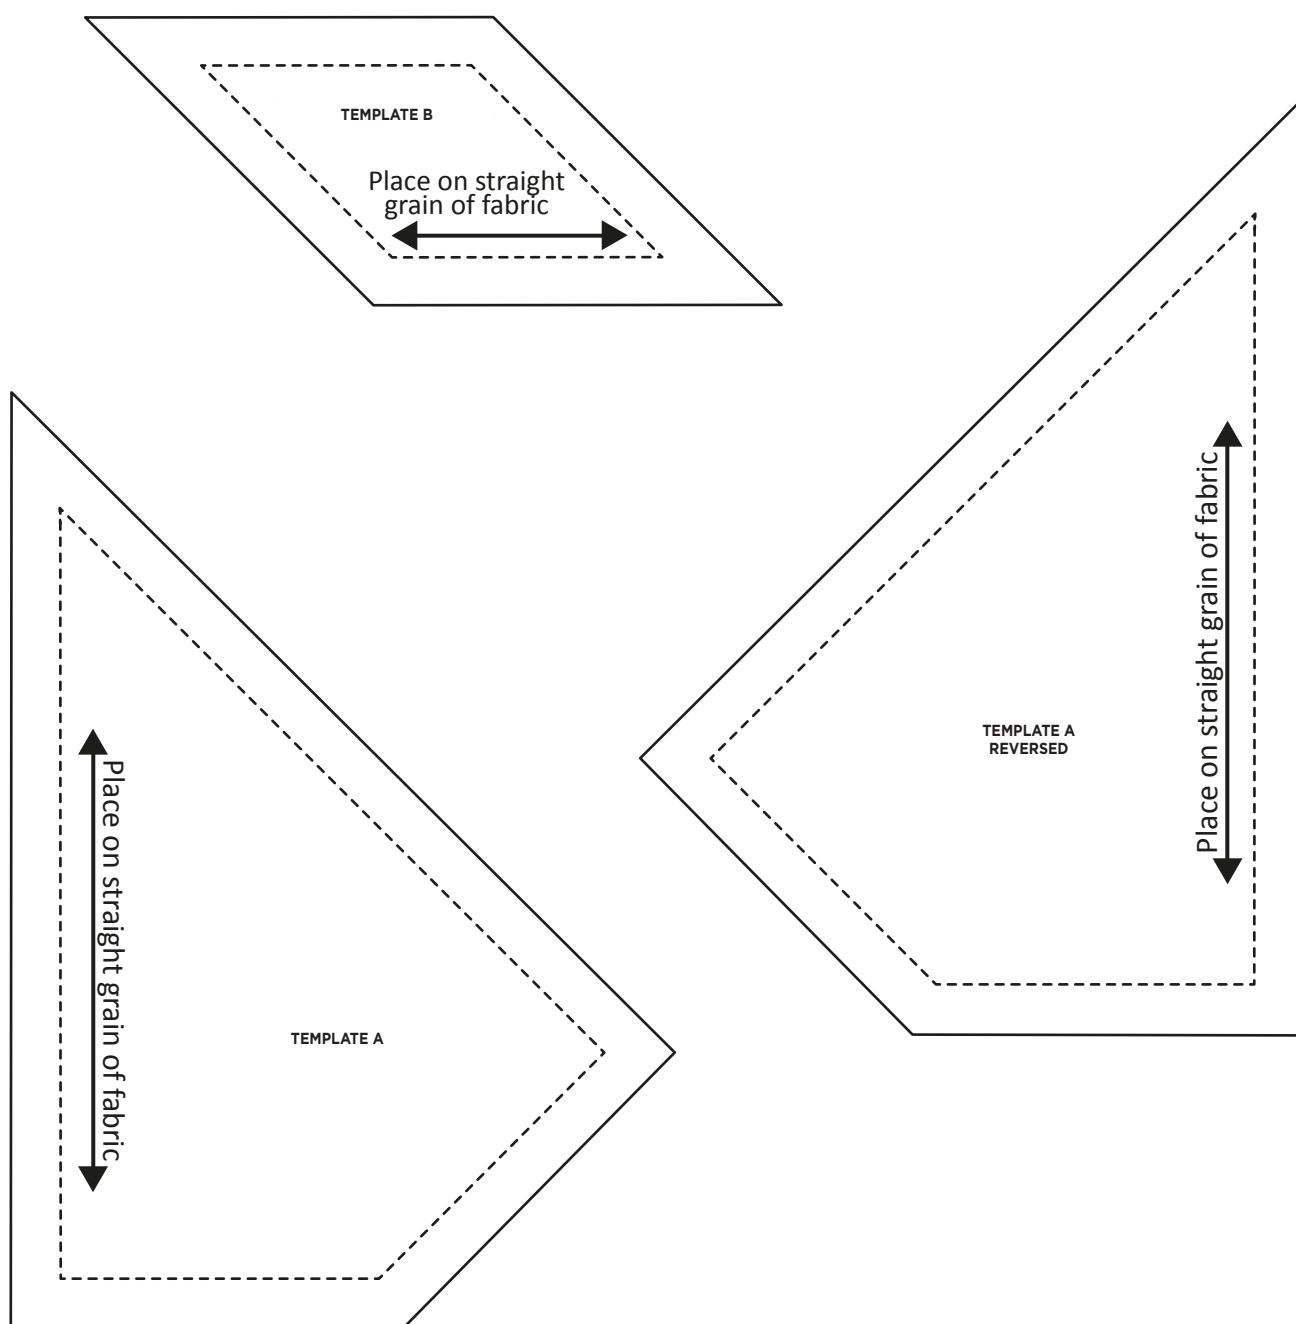 TEMPLATE B
Place on straight
grain of fabric
Place on straight grain of fabric
TEMPLATE A
REVERSED
Place on straight grain of fabric
TEMPLATE A